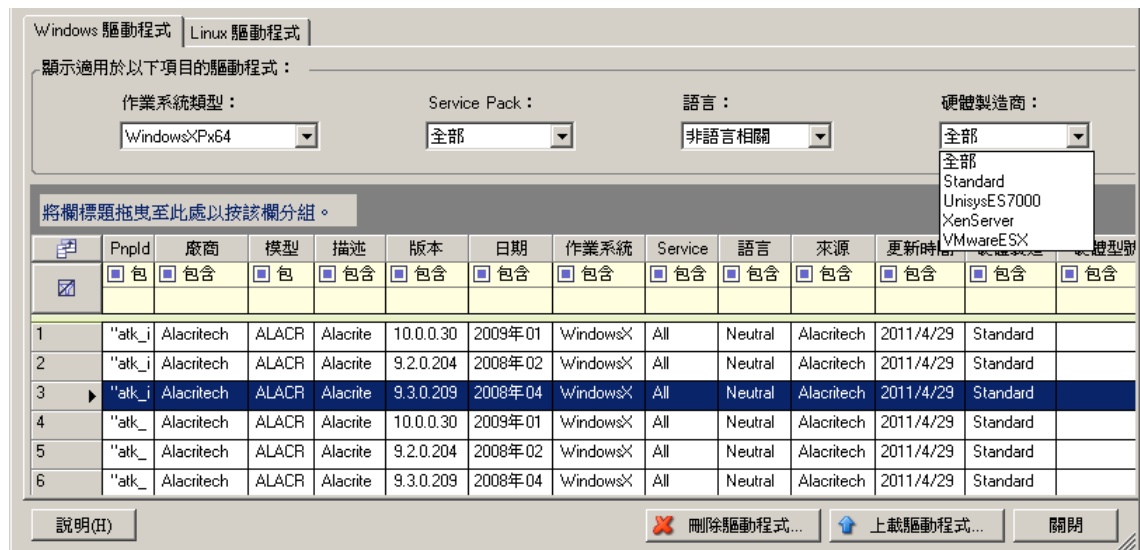 Windows 驅動程式 Linux 驅動程式
顯示適用於以下項目的驅動程式：
作業系統類型： Service Pack： 語言： 硬體製造商：
WindowsXPx64 全部 非語言相關 全部
全部
Standard
UnisysES7000
XenServer
VMwareESX
將欄標題拖曳至此處以按該欄分組。
PnpId 廠商 模型 描述 版本 日期 作業系統 Service 語言 來源 更新時間
包 包含 包 包含 包含 包含 包含 包含 包含 包含 包含 包含 包含
1 "atk_i Alacritech ALACR Alacrite 10.0.0.30 2009年01 WindowsX All Neutral Alacritech 2011/4/29 Standard
2 "atk_i Alacritech ALACR Alacrite 9.2.0.204 2008年02 WindowsX All Neutral Alacritech 2011/4/29 Standard
3 "atk_i Alacritech ALACR Alacrite 9.3.0.209 2008年04 WindowsX All Neutral Alacritech 2011/4/29 Standard
4 "atk_ Alacritech ALACR Alacrite 10.0.0.30 2009年01 WindowsX All Neutral Alacritech 2011/4/29 Standard
5 "atk_ Alacritech ALACR Alacrite 9.2.0.204 2008年02 WindowsX All Neutral Alacritech 2011/4/29 Standard
6 "atk_ Alacritech ALACR Alacrite 9.3.0.209 2008年04 WindowsX All Neutral Alacritech 2011/4/29 Standard
說明(H) 刪除驅動程式... 上載驅動程式... 關閉